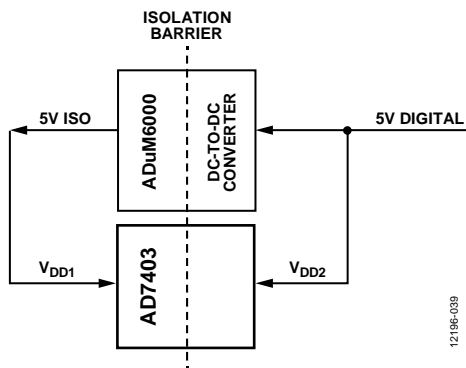 ISOLATION
BARRIER
5V ISO
ADuM6000
DC-TO-DC
CONVERTER
5V DIGITAL
VDD1
AD7403
VDD2
12196-039